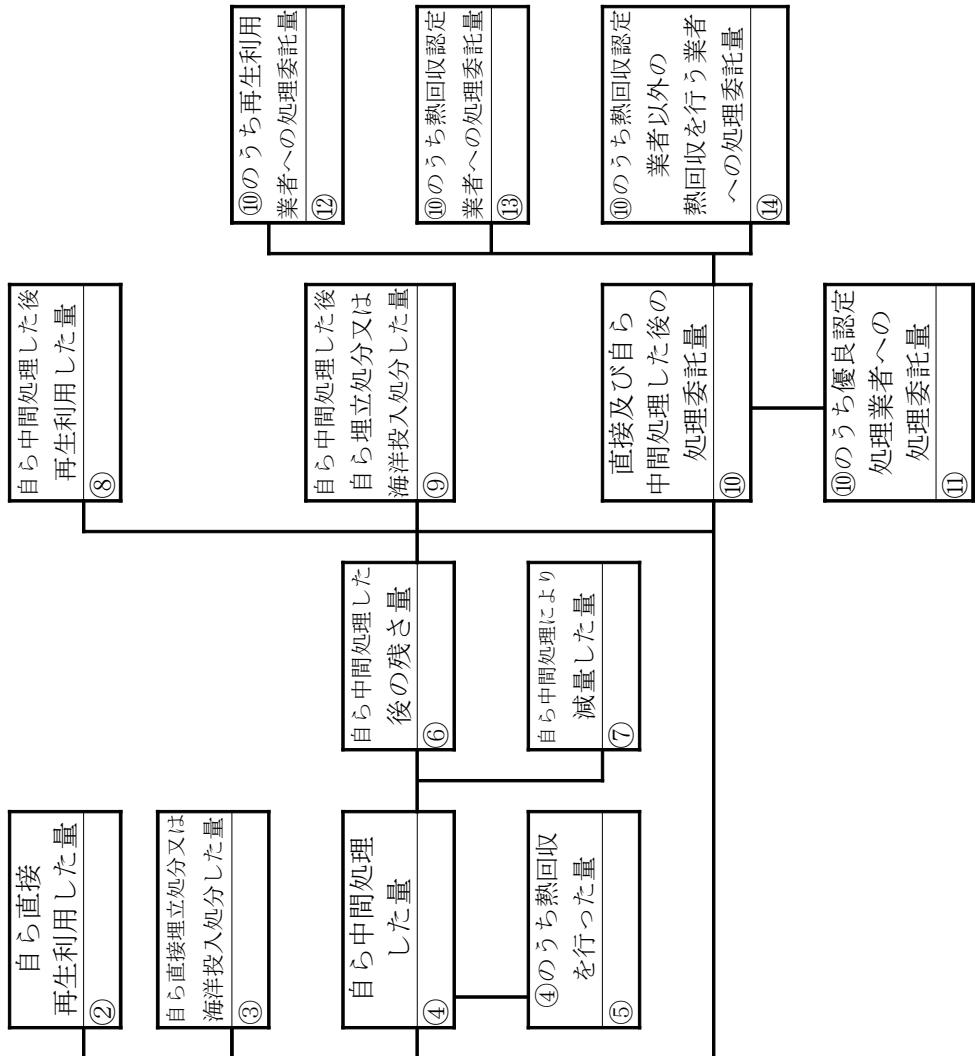 自ら直接
再生利用した量
②
自ら直接埋立処分又は
海洋投入処分した量
③
自ら中間処理
した量
④
④のうち熱回収
を行った量
⑤
自ら中間処理した
後の残さ量
⑥
自ら中間処理により
減量した量
⑦
自ら中間処理した後
再生利用した量
⑧
自ら中間処理した後
自ら埋立処分又は
海洋投入処分した量
⑨
直接及び自ら
中間処理した後の
処理委託量
⑩
⑩のうち優良認定
処理業者への
処理委託量
⑪
⑩のうち再生利用
業者への処理委託量
⑫
⑩のうち熱回収認定
業者への処理委託量
⑬
⑩のうち熱回収認定
業者以外の
熱回収を行う業者
への処理委託量
⑭